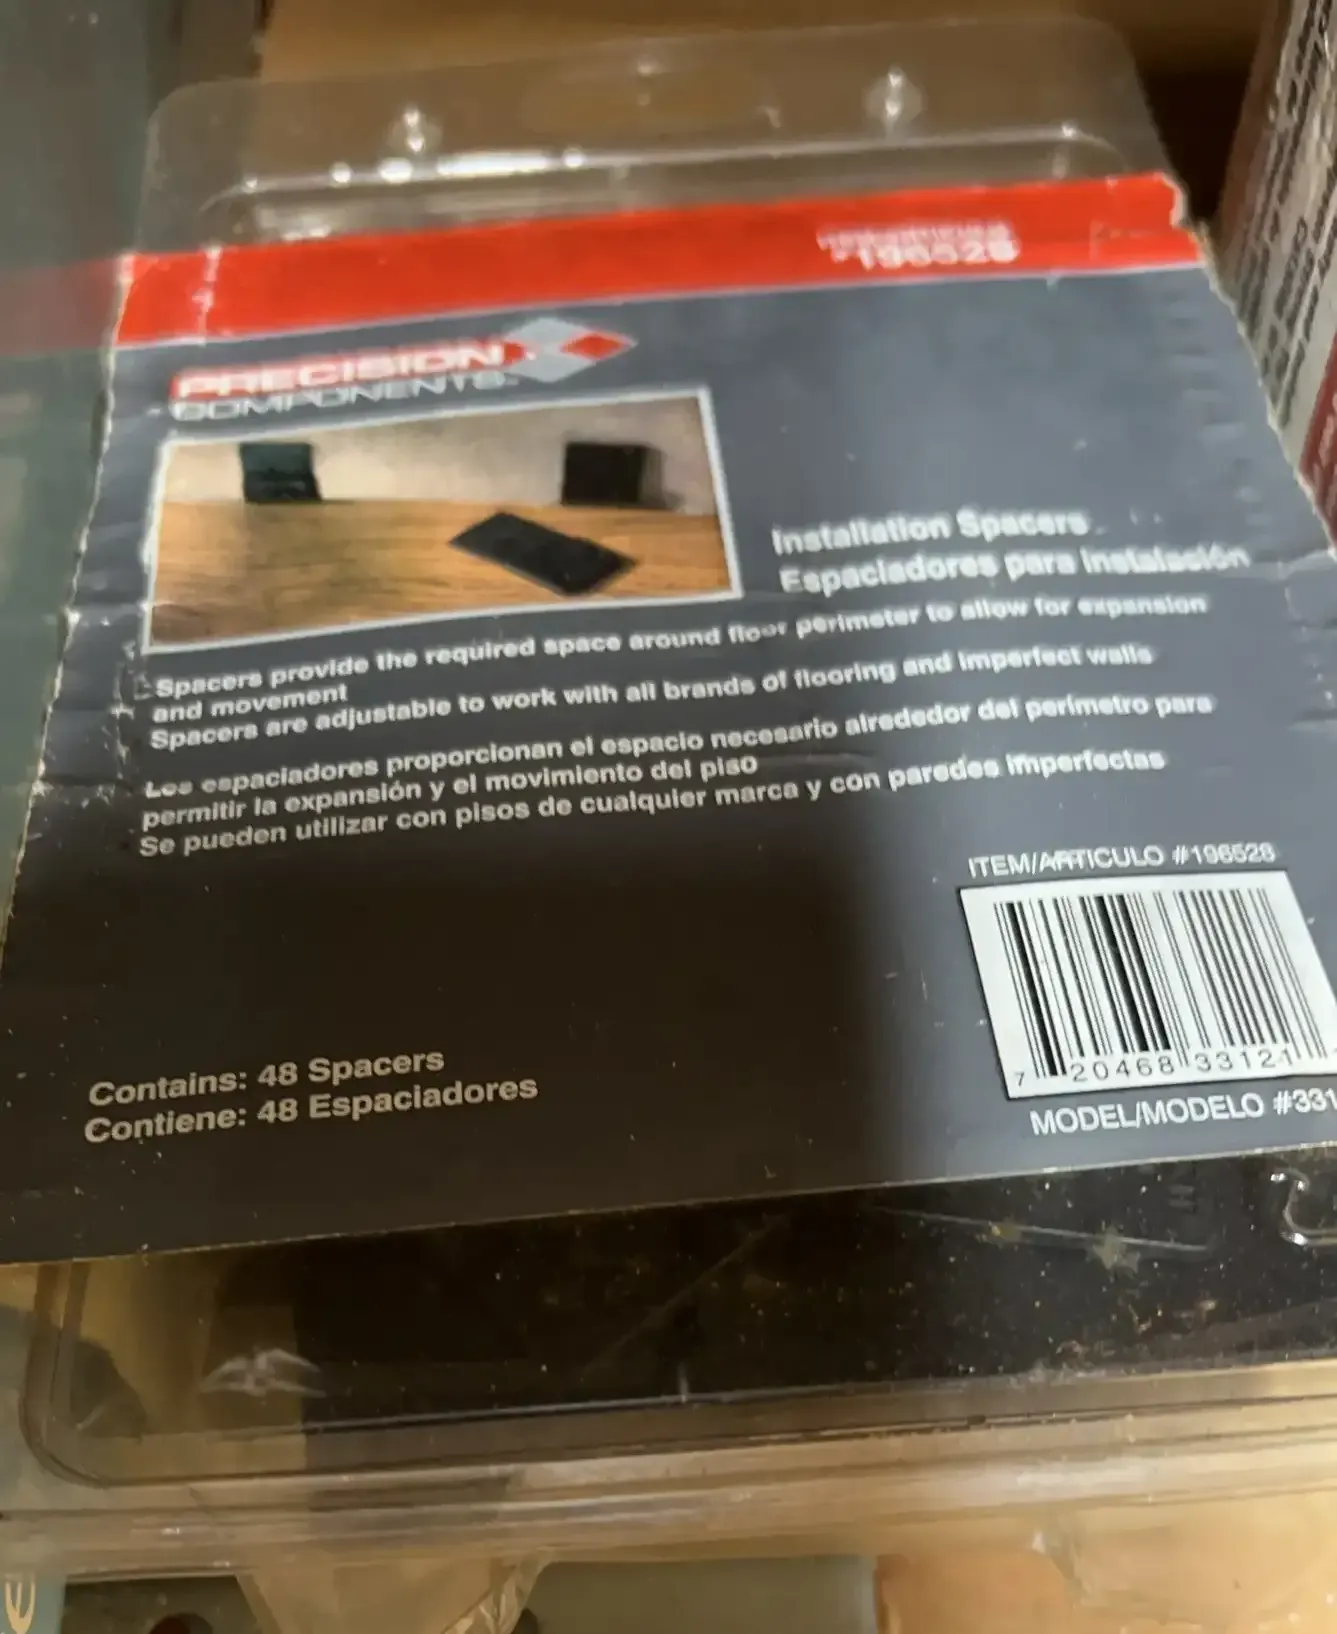 196528
PRECISION
COMPONENTS
Installation Spacers
Espaciadores para instalación
Spacers provide the required space around floor perimeter to allow for expansion
and movement
Spacers are adjustable to work with all brands of flooring and imperfect walls
Los espaciadores proporcionan el espacio necesario alrededor del perímetro para
permitir la expansión y el movimiento del piso
Se pueden utilizar con pisos de cualquier marca y con paredes imperfectas
ITEM/ARTICULO #196528
7 20468 33121
MODEL/MODELO #331
Contains: 48 Spacers
Contiene: 48 Espaciadores